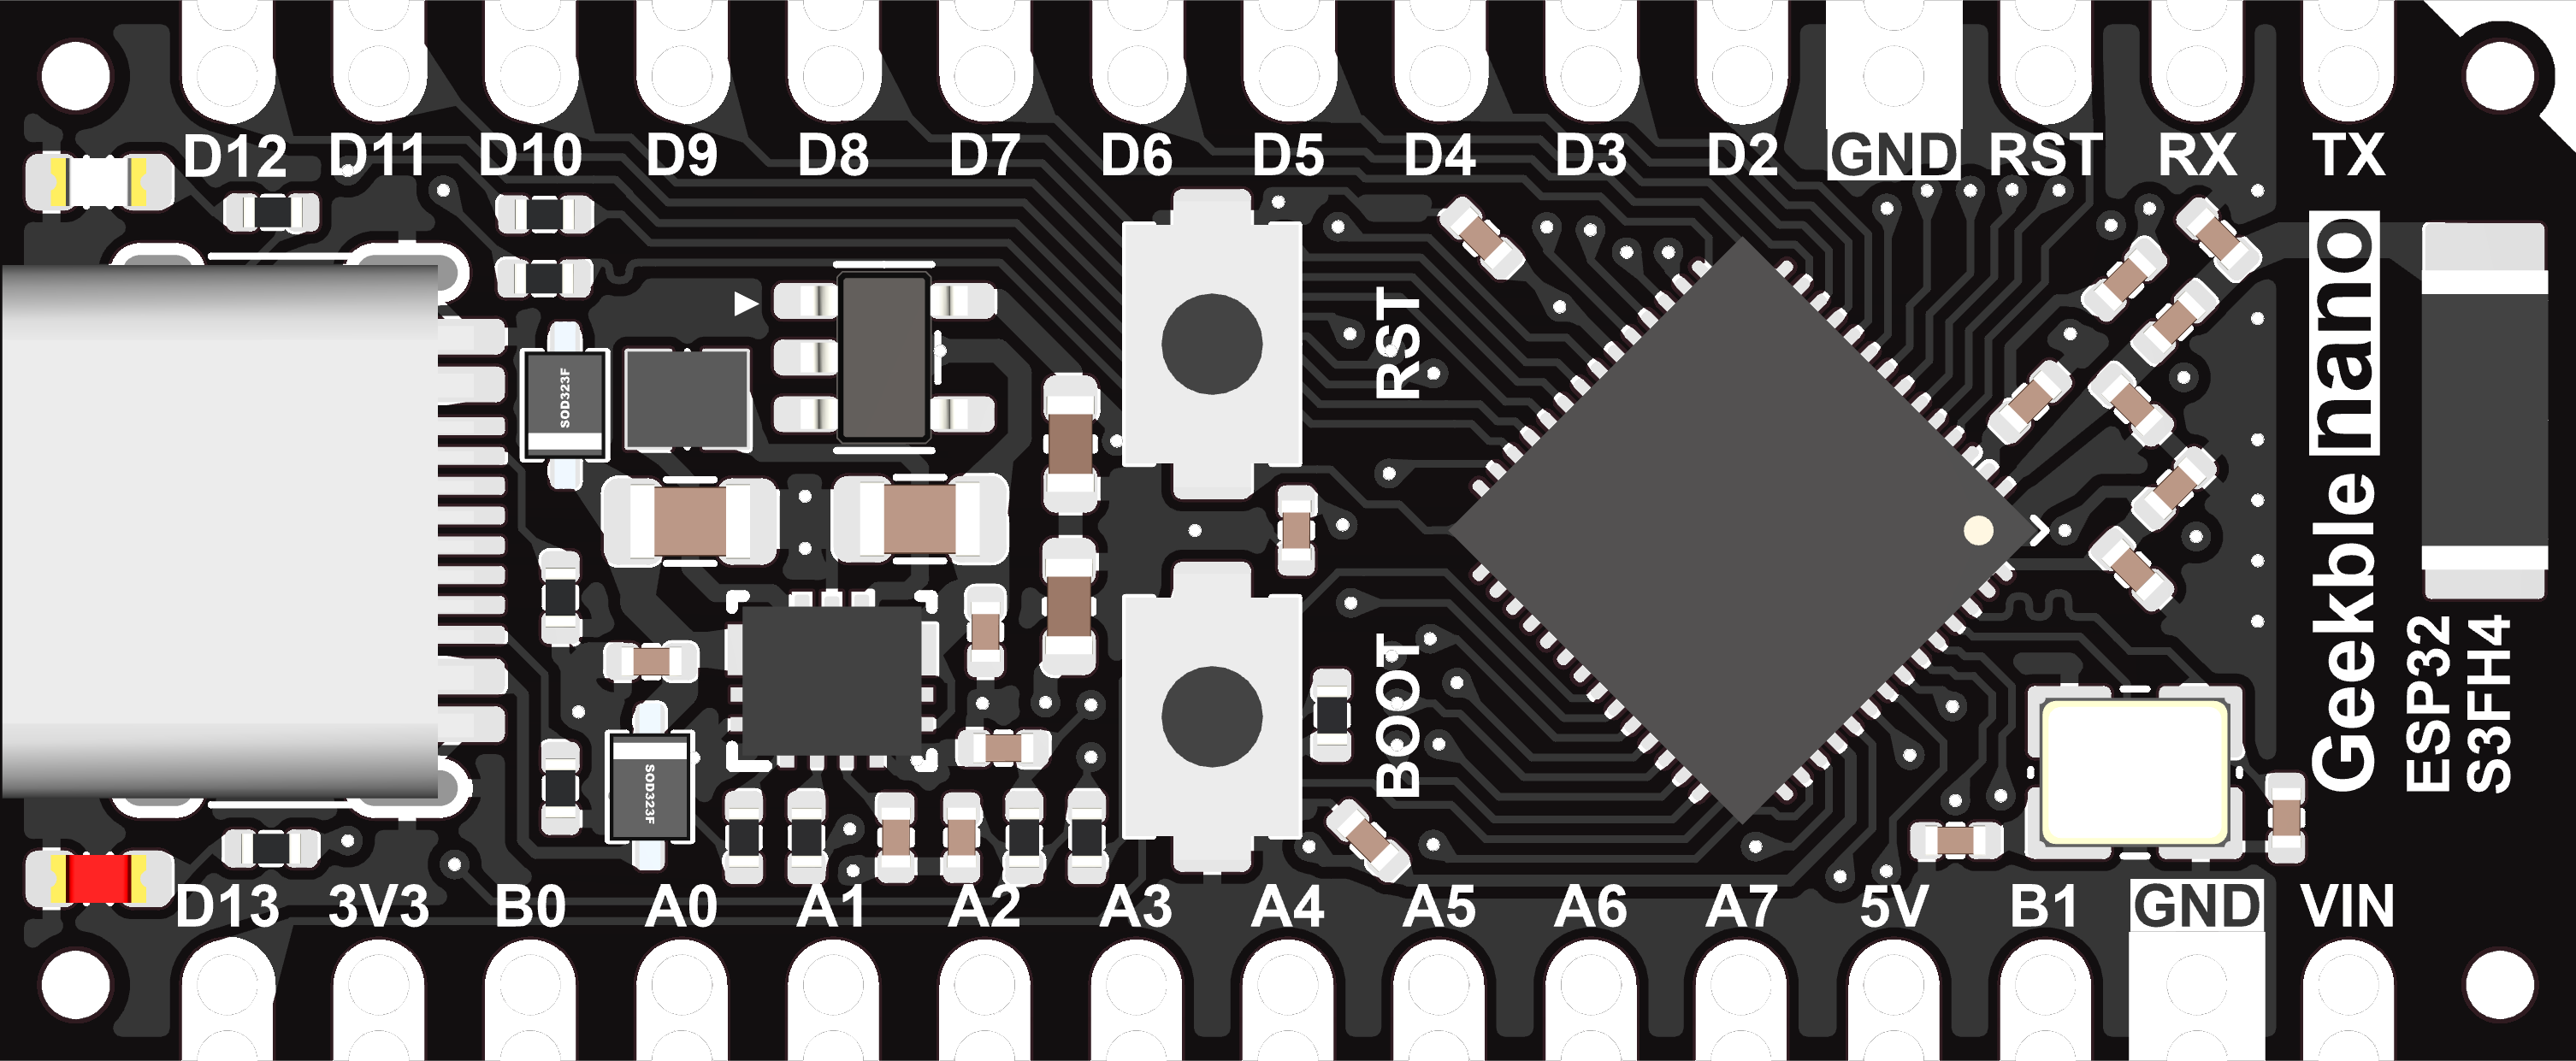 D12 D11 D10 D9 D8 D7 D6 D5 D4 D3 D2 GND RST RX TX
SOD323F
RST
Geekble nano
ESP32
S3FH4
SOD323F
BOOT
D13 3V3 B0 A0 A1 A2 A3 A4 A5 A6 A7 5V B1 GND VIN